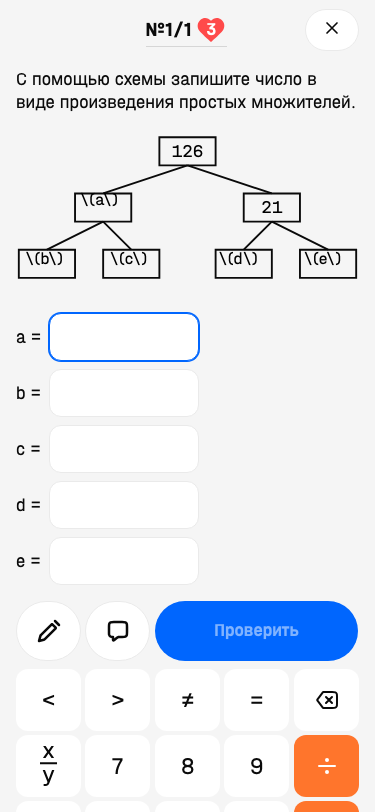 №1/1 3
С помощью схемы запишите число в
виде произведения простых множителей.
126
\(a\) 21
\(b\) \(c\) \(d\) \(e\)
a =
b =
c =
d =
e =
Проверить
< > ≠ =
x/y 7 8 9 ÷